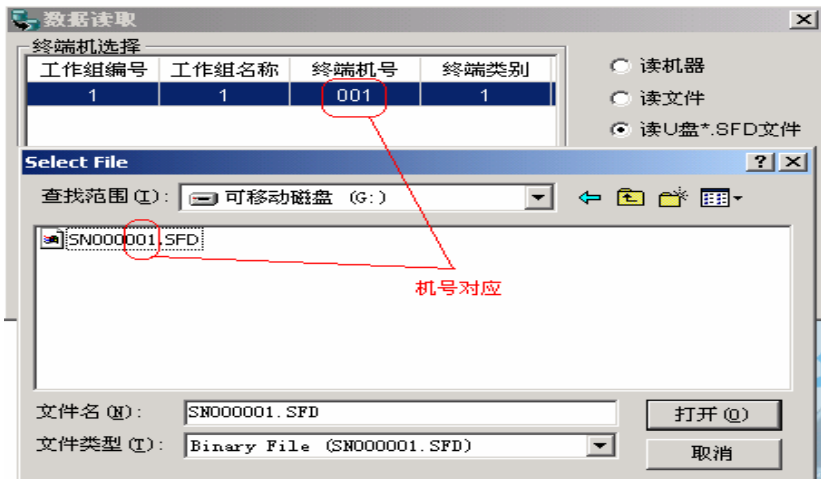 数据读取
终端机选择
工作组编号 工作组名称 终端机号 终端类别
1 1 001 1
读机器
读文件
读U盘*.SFD文件
Select File
查找范围(I): 可移动磁盘 (G:)
SN000001.SFD
机号对应
文件名(N): SN000001.SFD 打开(O)
文件类型(T): Binary File (SN000001.SFD) 取消